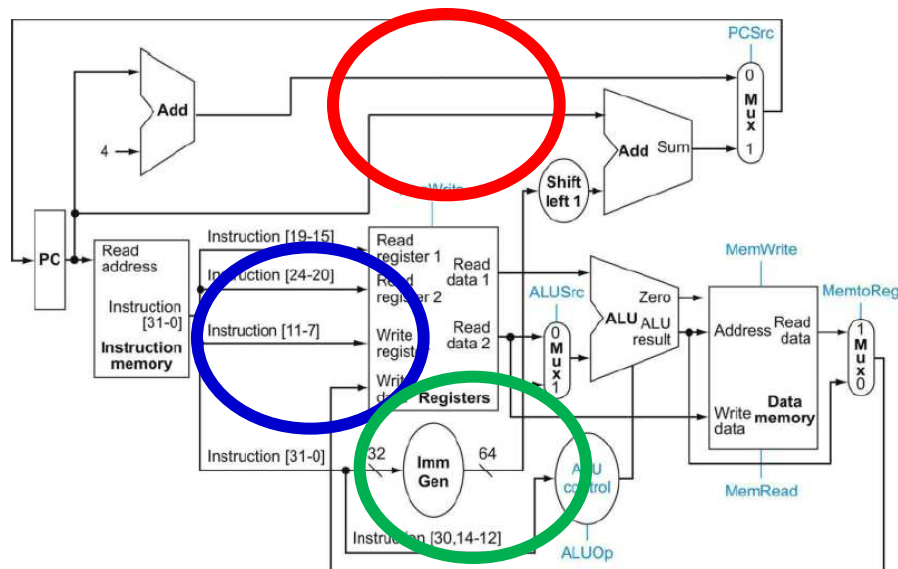 PCSrc
0
Mux
1
Add
4
Add Sum
Shift
left 1
PC
Read
address
Instruction
[31-0]
Instruction
memory
Instruction [19-15]
Instruction [24-20]
Instruction [11-7]
Instruction [31-0]
Read
register 1
Read
register 2
Write
register
Read
data 1
Read
data 2
Registers
32
Imm
Gen
64
Instruction [30,14-12]
ALUSrc
0
Mux
1
Zero
ALU ALU
result
control
ALUOp
MemWrite
Address
Read
data
Write
data
Data
memory
MemRead
MemtoReg
1
Mux
0